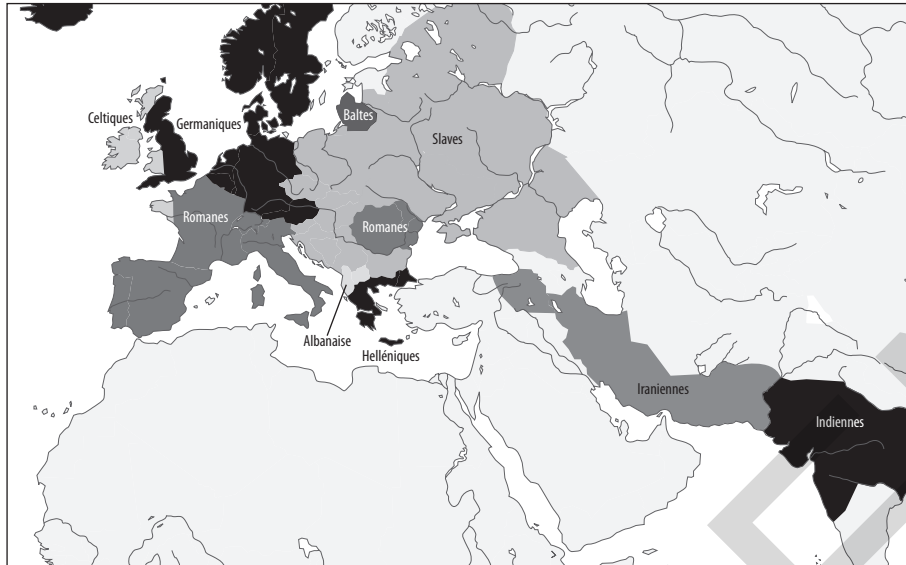 Baltes
Celtiques
Germaniques
Slaves
Romanes
Romanes
Albanaise
Helléniques
Iraniennes
Indiennes